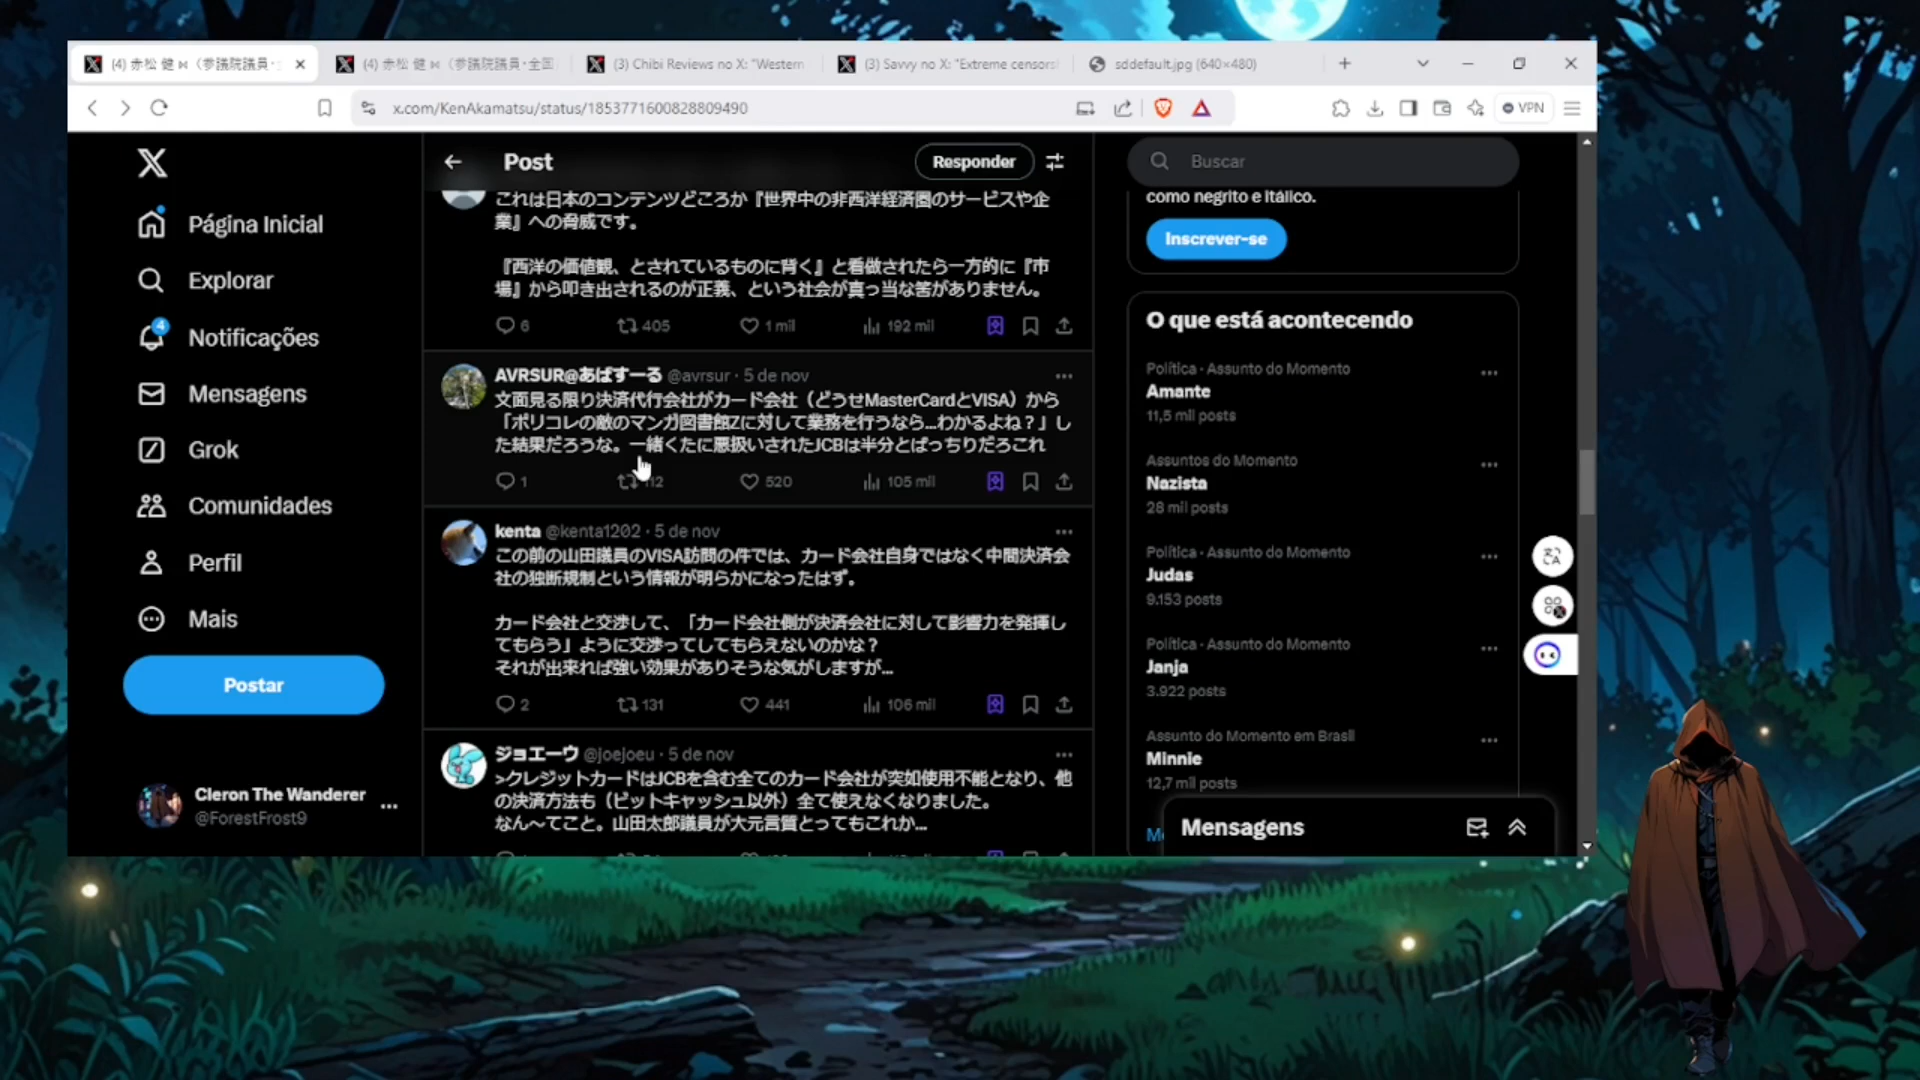 (4) 赤松 健 ⋈（参議院議員・
(4) 赤松 健 ⋈（参議院議員・全国
(3) Chibi Reviews no X: "Western
(3) Savvy no X: "Extreme censors
sddefault.jpg (640×480)
x.com/KenAkamatsu/status/1853771600828809490
VPN
Página Inicial
Explorar
4
Notificações
Mensagens
Grok
Comunidades
Perfil
Mais
Postar
Cleron The Wanderer
@ForestFrost9
Post
Responder
これは日本のコンテンツどころか『世界中の非西洋経済圏のサービスや企
業』への脅威です。
『西洋の価値観、とされているものに背く』と看做されたら一方的に『市
場』から叩き出されるのが正義、という社会が真っ当な筈がありません。
6 405 1 mil 192 mil
AVRSUR@あばすーる @avrsur · 5 de nov
文面見る限り決済代行会社がカード会社（どうせMasterCardとVISA）から
「ポリコレの敵のマンガ図書館Zに対して業務を行うなら...わかるよね？」し
た結果だろうな。一緒くたに悪扱いされたJCBは半分とばっちりだろこれ
1 112 520 105 mil
kenta @kenta1202 · 5 de nov
この前の山田議員のVISA訪問の件では、カード会社自身ではなく中間決済会
社の独断規制という情報が明らかになったはず。
カード会社と交渉して、「カード会社側が決済会社に対して影響力を発揮し
てもらう」ように交渉ってしてもらえないのかな？
それが出来れば強い効果がありそうな気がしますが...
2 131 441 106 mil
ジョエーウ @joejoeu · 5 de nov
>クレジットカードはJCBを含む全てのカード会社が突如使用不能となり、他
の決済方法も（ビットキャッシュ以外）全て使えなくなりました。
なん〜てこと。山田太郎議員が大元言質とってもこれか...
Buscar
como negrito e itálico.
Inscrever-se
O que está acontecendo
Política · Assunto do Momento
Amante
11,5 mil posts
Assuntos do Momento
Nazista
28 mil posts
Política · Assunto do Momento
Judas
9.153 posts
Política · Assunto do Momento
Janja
3.922 posts
Assunto do Momento em Brasil
Minnie
12,7 mil posts
Mensagens